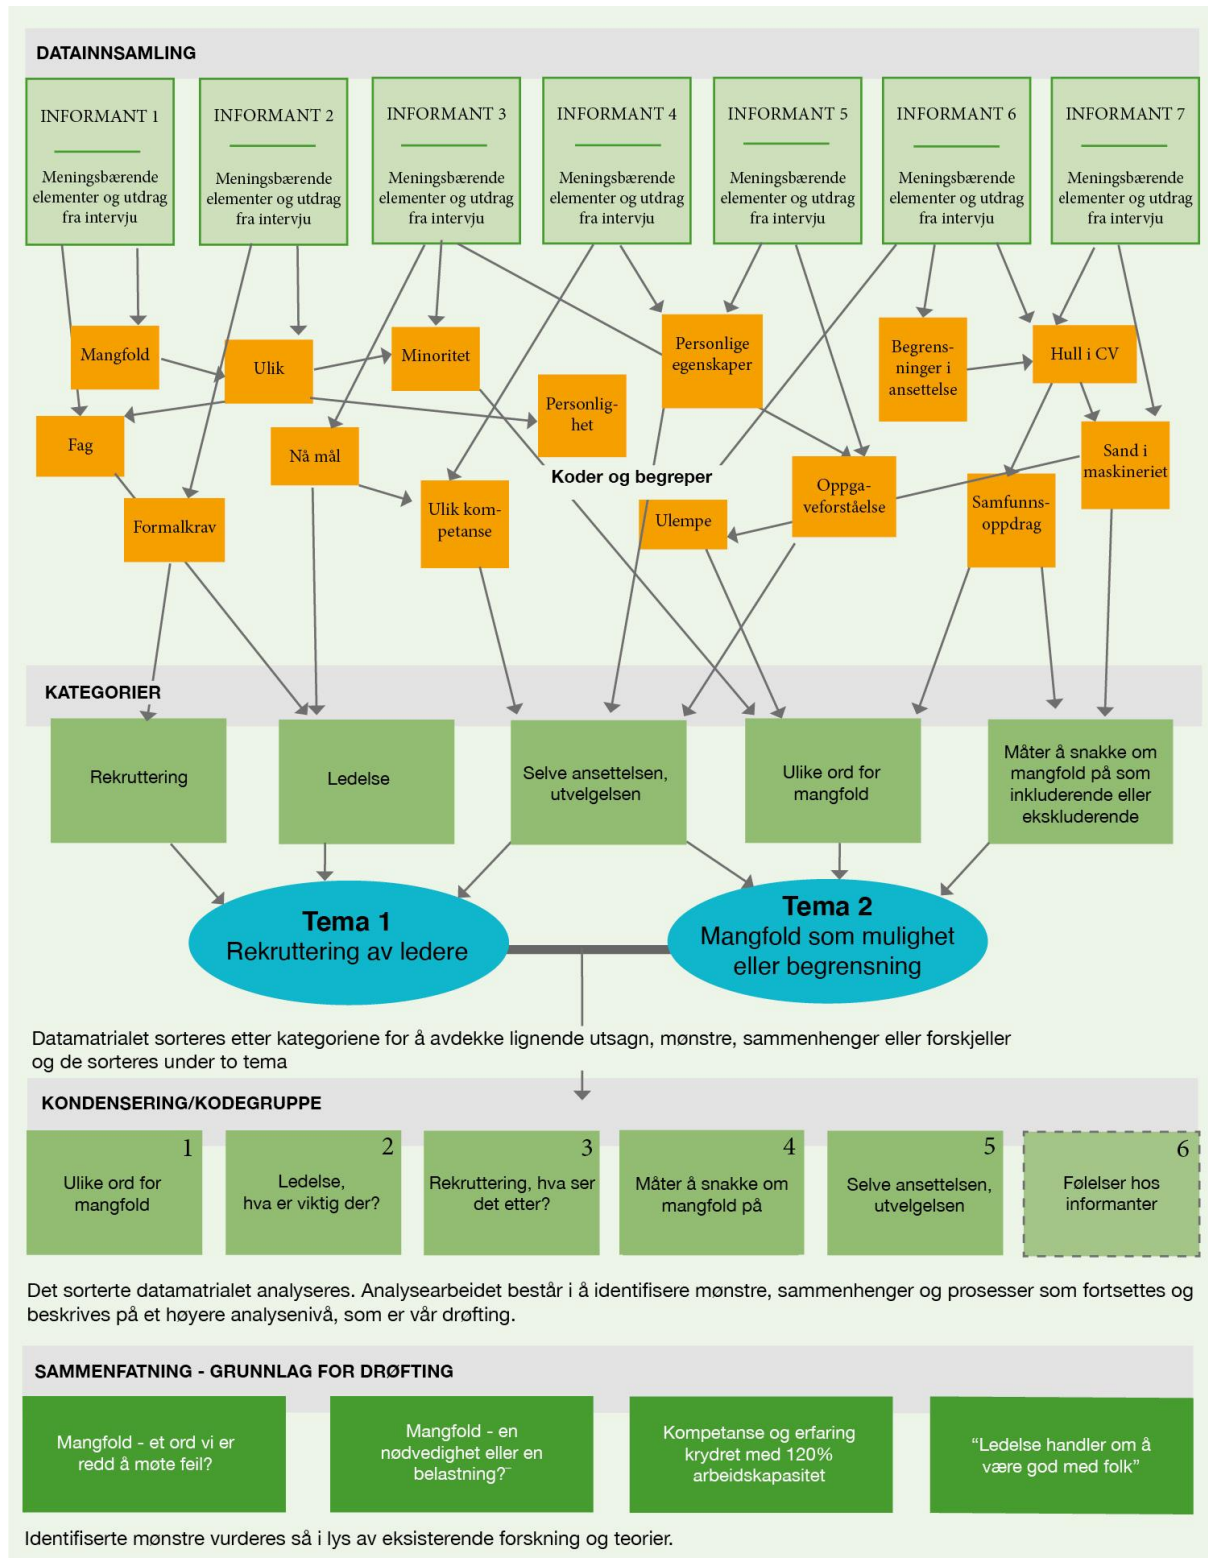 DATAINNSAMLING
INFORMANT 1
Meningsbærende
elementer og utdrag
fra intervju
INFORMANT 2
Meningsbærende
elementer og utdrag
fra intervju
INFORMANT 3
Meningsbærende
elementer og utdrag
fra intervju
INFORMANT 4
Meningsbærende
elementer og utdrag
fra intervju
INFORMANT 5
Meningsbærende
elementer og utdrag
fra intervju
INFORMANT 6
Meningsbærende
elementer og utdrag
fra intervju
INFORMANT 7
Meningsbærende
elementer og utdrag
fra intervju
Mangfold
Ulik
Minoritet
Personlige
egenskaper
Begrens-
ninger i
ansettelse
Hull i CV
Personlig-
het
Fag
Nå mål
Sand i
maskineriet
Koder og begreper
Formalkrav
Ulik kom-
petanse
Ulempe
Oppga-
veforståelse
Samfunns-
oppdrag
KATEGORIER
Rekruttering
Ledelse
Selve ansettelsen,
utvelgelsen
Ulike ord for
mangfold
Måter å snakke om
mangfold på som
inkluderende eller
ekskluderende
Tema 1
Rekruttering av ledere
Tema 2
Mangfold som mulighet
eller begrensning
Datamatrialet sorteres etter kategoriene for å avdekke lignende utsagn, mønstre, sammenhenger eller forskjeller
og de sorteres under to tema
KONDENSERING/KODEGRUPPE
1
Ulike ord for
mangfold
2
Ledelse,
hva er viktig der?
3
Rekruttering, hva ser
det etter?
4
Måter å snakke om
mangfold på
5
Selve ansettelsen,
utvelgelsen
6
Følelser hos
informanter
Det sorterte datamatrialet analyseres. Analysearbeidet består i å identifisere mønstre, sammenhenger og prosesser som fortsettes og
beskrives på et høyere analysenivå, som er vår drøfting.
SAMMENFATNING - GRUNNLAG FOR DRØFTING
Mangfold - et ord vi er
redd å møte feil?
Mangfold - en
nødvedighet eller en
belastning?¨
Kompetanse og erfaring
krydret med 120%
arbeidskapasitet
“Ledelse handler om å
være god med folk”
Identifiserte mønstre vurderes så i lys av eksisterende forskning og teorier.